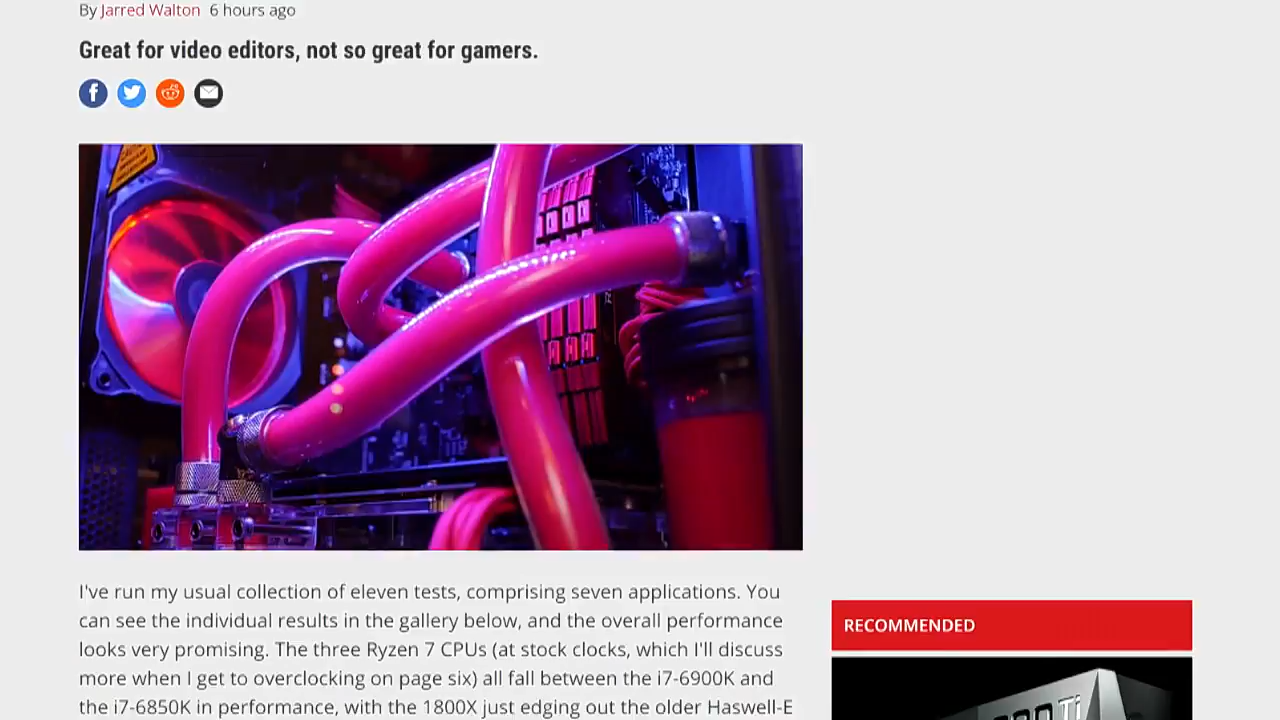 By Jarred Walton 6 hours ago
Great for video editors, not so great for gamers.
I've run my usual collection of eleven tests, comprising seven applications. You
can see the individual results in the gallery below, and the overall performance
looks very promising. The three Ryzen 7 CPUs (at stock clocks, which I'll discuss
more when I get to overclocking on page six) all fall between the i7-6900K and
the i7-6850K in performance, with the 1800X just edging out the older Haswell-E
RECOMMENDED
Ti